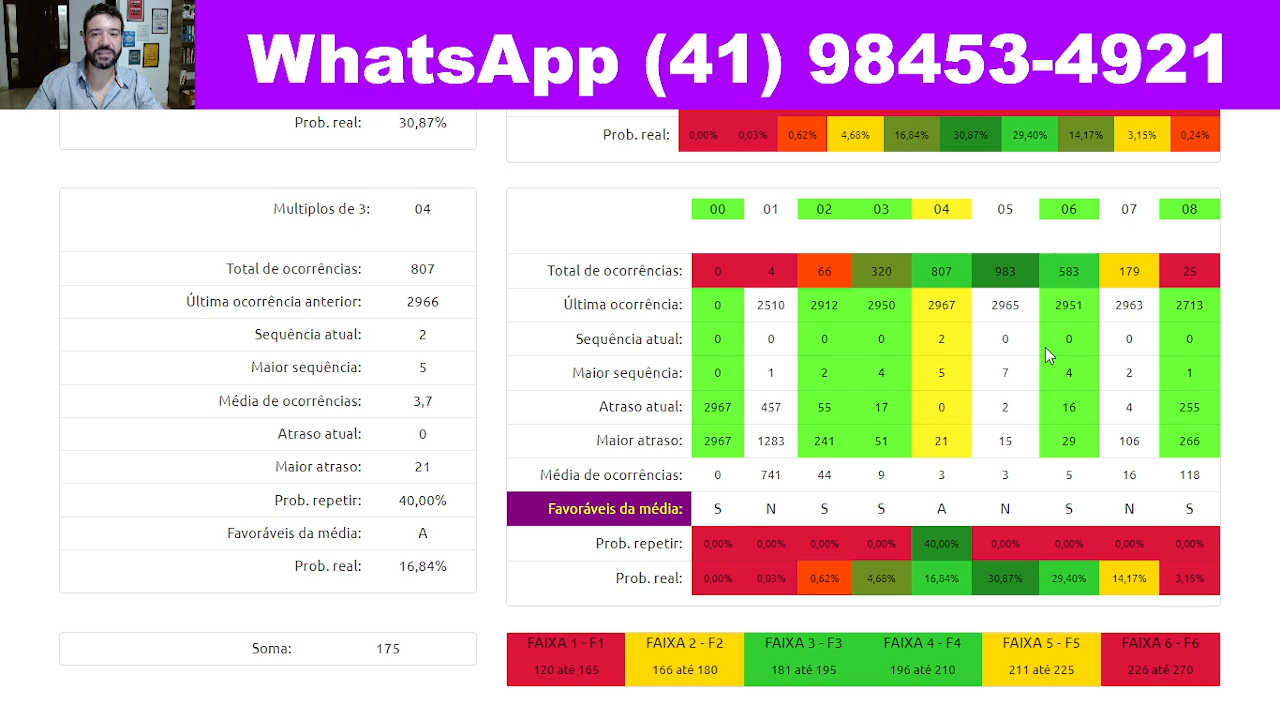 WhatsApp (41) 98453-4921
Prob. real: 30,87%
Prob. real: 0,00% 0,03% 0,62% 4,68% 16,84% 30,87% 29,40% 14,17% 3,15% 0,24%
Multiplos de 3: 04
Total de ocorrências: 807
Última ocorrência anterior: 2966
Sequência atual: 2
Maior sequência: 5
Média de ocorrências: 3,7
Atraso atual: 0
Maior atraso: 21
Prob. repetir: 40,00%
Favoráveis da média: A
Prob. real: 16,84%
00 01 02 03 04 05 06 07 08
Total de ocorrências: 0 4 66 320 807 983 583 179 25
Última ocorrência: 0 2510 2912 2950 2967 2965 2951 2963 2713
Sequência atual: 0 0 0 0 2 0 0 0 0
Maior sequência: 0 1 2 4 5 7 4 2 1
Atraso atual: 2967 457 55 17 0 2 16 4 255
Maior atraso: 2967 1283 241 51 21 15 29 106 266
Média de ocorrências: 0 741 44 9 3 3 5 16 118
Favoráveis da média: S N S S A N S N S
Prob. repetir: 0,00% 0,00% 0,00% 0,00% 40,00% 0,00% 0,00% 0,00% 0,00%
Prob. real: 0,00% 0,03% 0,62% 4,68% 16,84% 30,87% 29,40% 14,17% 3,15%
Soma: 175
FAIXA 1 - F1 FAIXA 2 - F2 FAIXA 3 - F3 FAIXA 4 - F4 FAIXA 5 - F5 FAIXA 6 - F6
120 até 165 166 até 180 181 até 195 196 até 210 211 até 225 226 até 270